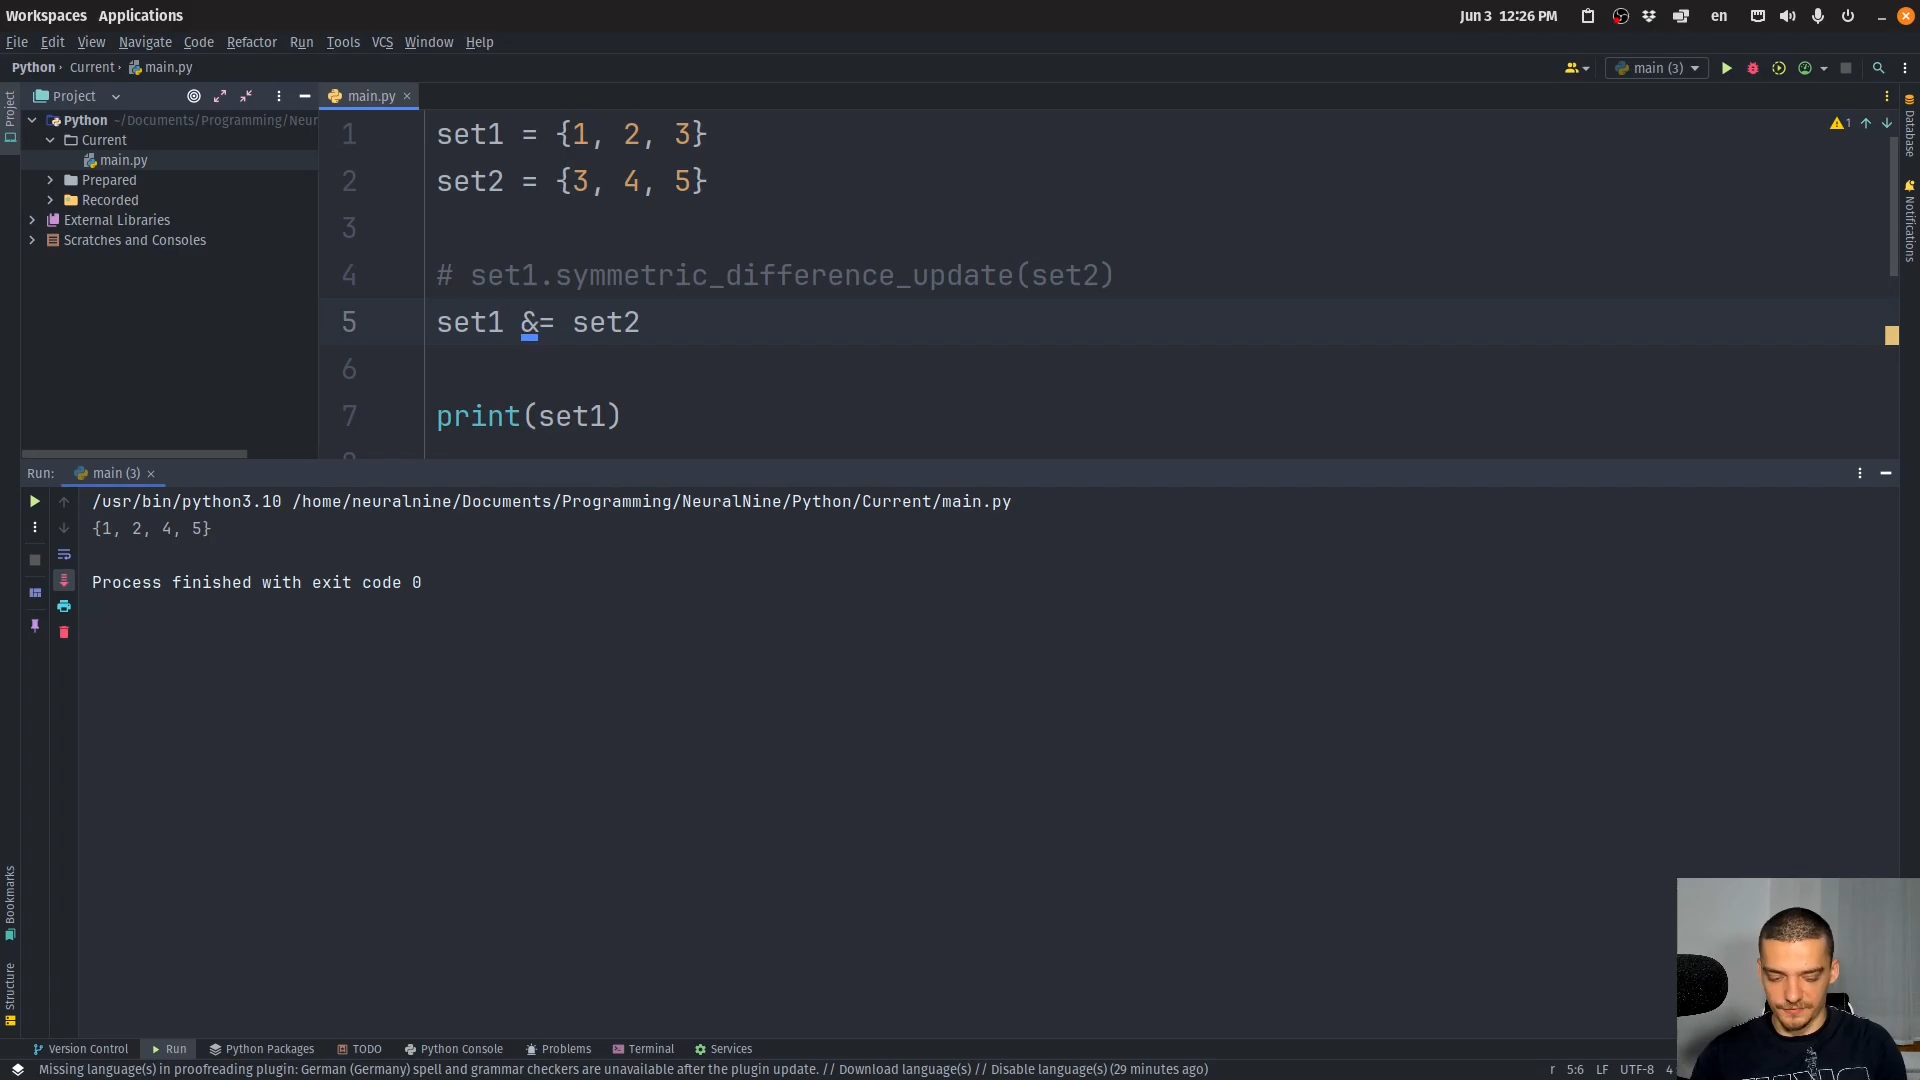 Workspaces Applications
Jun 3 12:26 PM
en
File Edit View Navigate Code Refactor Run Tools VCS Window Help
Python › Current › main.py
main (3)
Project
Project
main.py
Python ~/Documents/Programming/Neur
Current
main.py
Prepared
Recorded
External Libraries
Scratches and Consoles
1 set1 = {1, 2, 3}
2 set2 = {3, 4, 5}
3
4 # set1.symmetric_difference_update(set2)
5 set1 &= set2
6
7 print(set1)
1
Database
Notifications
Run: main (3)
/usr/bin/python3.10 /home/neuralnine/Documents/Programming/NeuralNine/Python/Current/main.py
{1, 2, 4, 5}
Process finished with exit code 0
Bookmarks
Structure
Version Control Run Python Packages TODO Python Console Problems Terminal Services
Missing language(s) in proofreading plugin: German (Germany) spell and grammar checkers are unavailable after the plugin update. // Download language(s) // Disable language(s) (29 minutes ago)
r 5:6 LF UTF-8 4